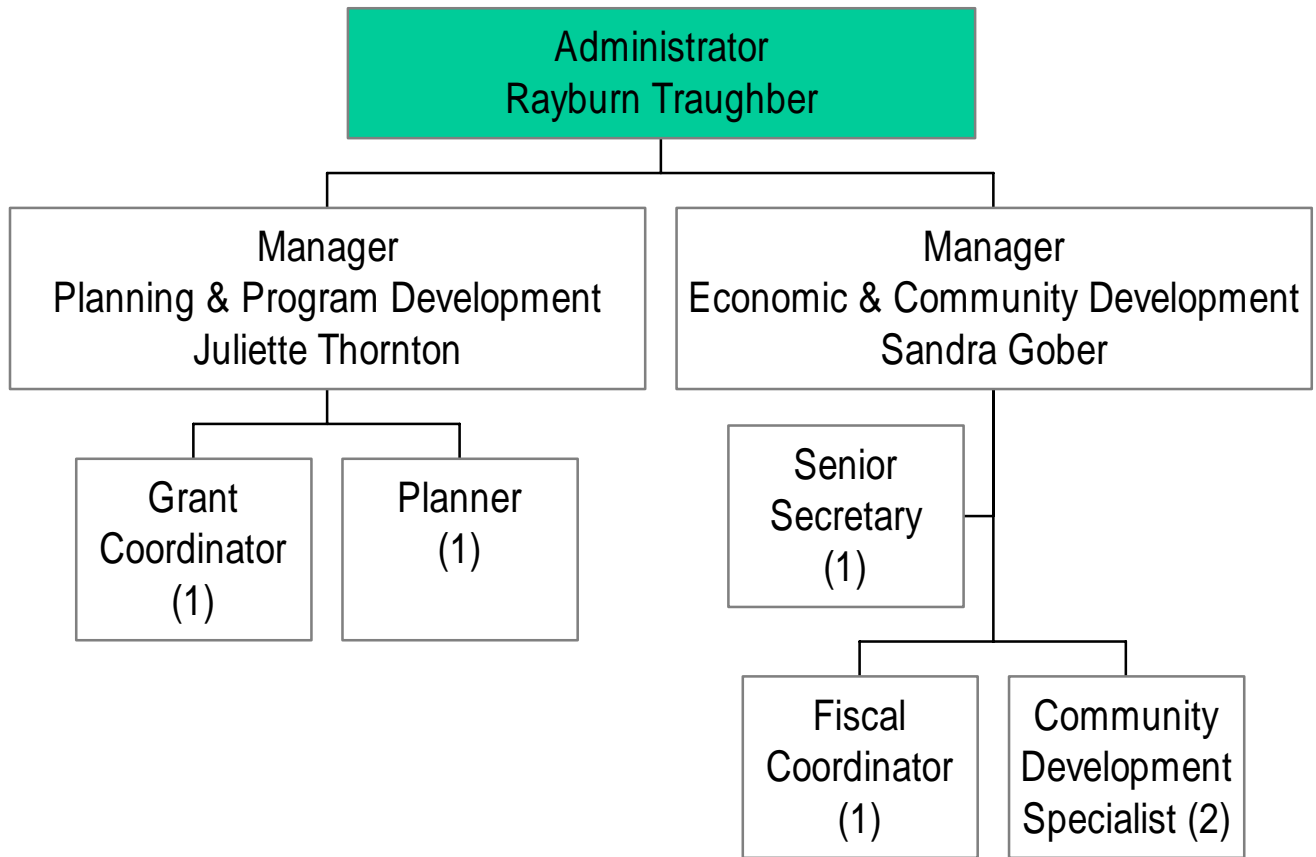 Administrator
Rayburn Traughber
Manager
Planning & Program Development
Juliette Thornton
Manager
Economic & Community Development
Sandra Gober
Grant
Coordinator
(1)
Planner
(1)
Senior
Secretary
(1)
Fiscal
Coordinator
(1)
Community
Development
Specialist (2)